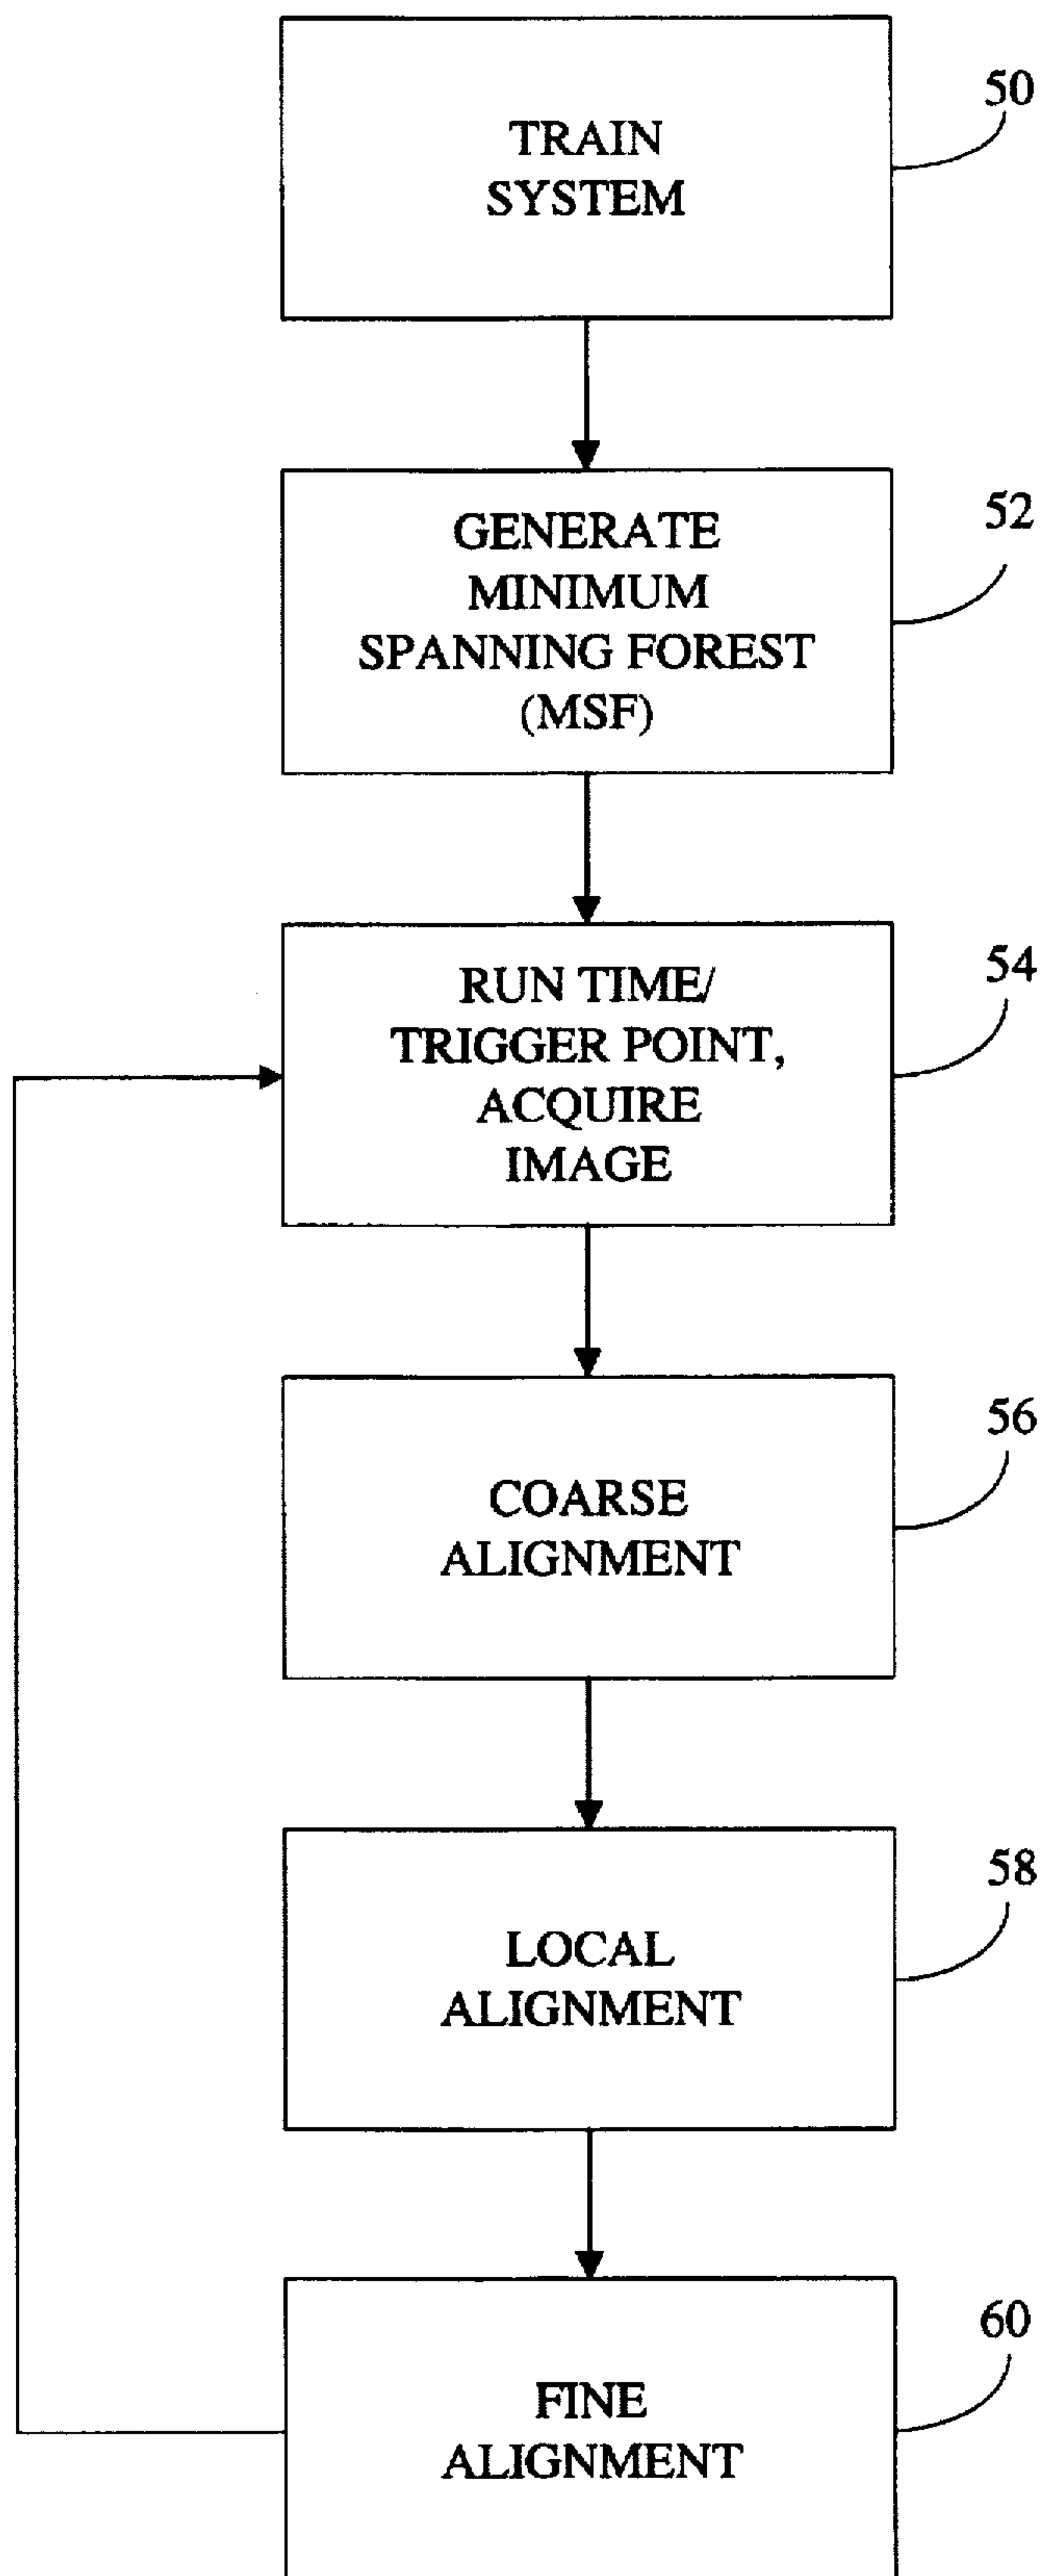 TRAIN
SYSTEM
50
GENERATE
MINIMUM
SPANNING FOREST
(MSF)
52
RUN TIME/
TRIGGER POINT,
ACQUIRE
IMAGE
54
COARSE
ALIGNMENT
56
LOCAL
ALIGNMENT
58
FINE
ALIGNMENT
60